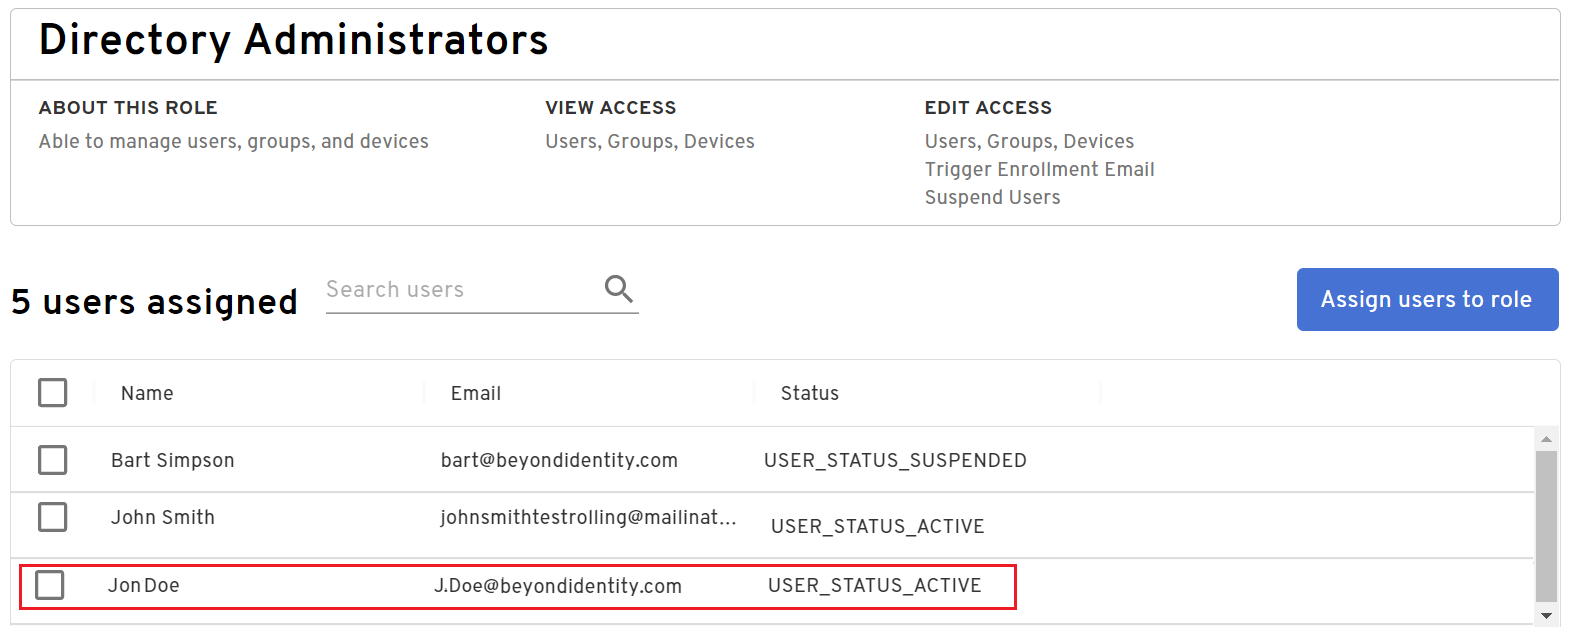 Directory Administrators
ABOUT THIS ROLE VIEW ACCESS EDIT ACCESS
Able to manage users, groups, and devices Users, Groups, Devices Users, Groups, Devices
Trigger Enrollment Email
Suspend Users
5 users assigned Search users Assign users to role
Name Email Status
Bart Simpson bart@beyondidentity.com USER_STATUS_SUSPENDED
John Smith johnsmithtestrolling@mailinat... USER_STATUS_ACTIVE
Jon Doe J.Doe@beyondidentity.com USER_STATUS_ACTIVE